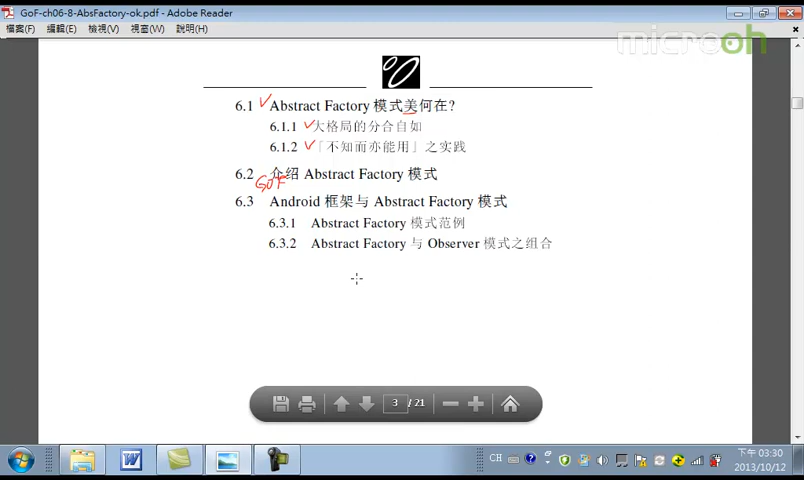 GoF-ch06-8-AbsFactory-ok.pdf - Adobe Reader
檔案(F) 編輯(E) 檢視(V) 視窗(W) 說明(H)
microoh
6.1 Abstract Factory 模式美何在?
6.1.1 大格局的分合自如
6.1.2 「不知而亦能用」之实践
6.2 介绍 Abstract Factory 模式
GoF
6.3 Android 框架与 Abstract Factory 模式
6.3.1 Abstract Factory 模式范例
6.3.2 Abstract Factory 与 Observer 模式之组合
3 / 21
CH
下午 03:30
2013/10/12